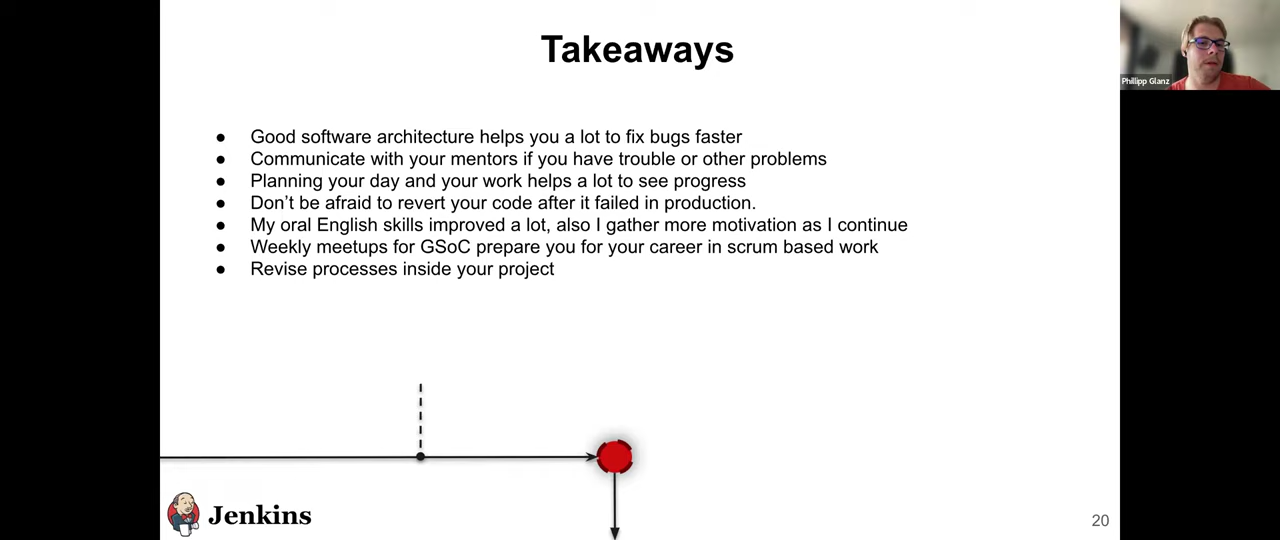 Takeaways
Phillipp Glanz
● Good software architecture helps you a lot to fix bugs faster
● Communicate with your mentors if you have trouble or other problems
● Planning your day and your work helps a lot to see progress
● Don’t be afraid to revert your code after it failed in production.
● My oral English skills improved a lot, also I gather more motivation as I continue
● Weekly meetups for GSoC prepare you for your career in scrum based work
● Revise processes inside your project
Jenkins
20